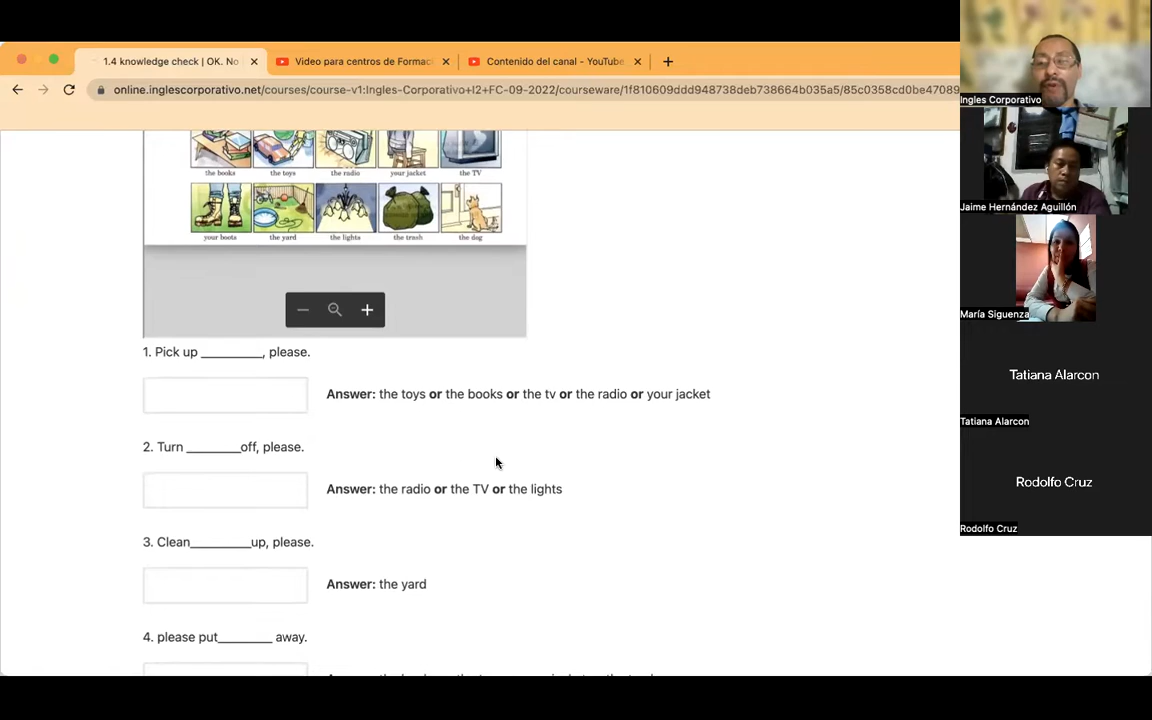 1.4 knowledge check | OK. No
Video para centros de Formac
Contenido del canal - YouTube
online.inglescorporativo.net/courses/course-v1:Ingles-Corporativo+I2+FC-09-2022/courseware/1f810609ddd948738deb738664b035a5/85c0358cd0be47089
the books
the toys
the radio
your jacket
the TV
your boots
the yard
the lights
the trash
the dog
1. Pick up __________, please.
Answer: the toys or the books or the tv or the radio or your jacket
2. Turn ________off, please.
Answer: the radio or the TV or the lights
3. Clean_________up, please.
Answer: the yard
4. please put________ away.
Ingles Corporativo
Jaime Hernández Aguillón
María Siguenza
Tatiana Alarcon
Tatiana Alarcon
Rodolfo Cruz
Rodolfo Cruz